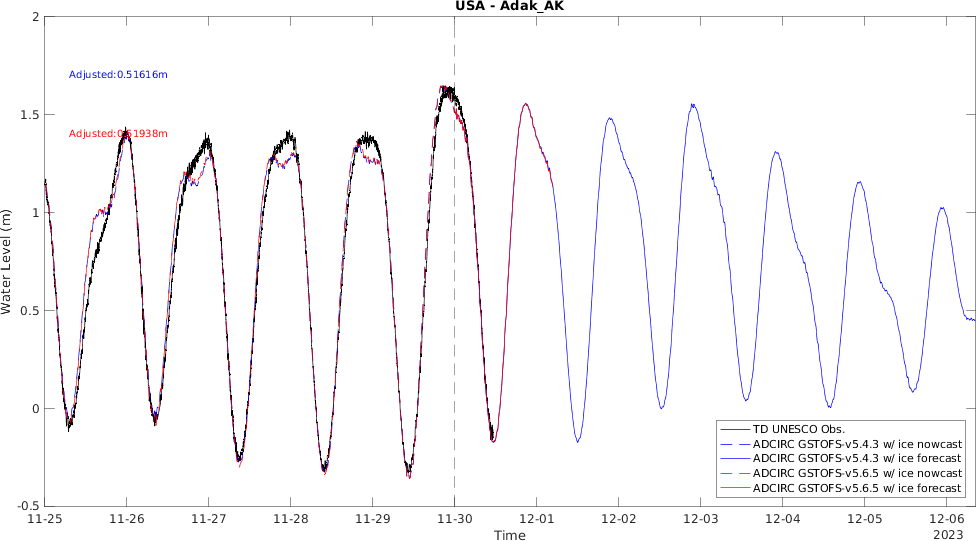 USA - Adak_AK
2
Adjusted:0.51616m
1.5
Adjusted:0.51938m
1
Water Level (m)
0.5
0
-0.5
TD UNESCO Obs.
ADCIRC GSTOFS-v5.4.3 w/ ice nowcast
ADCIRC GSTOFS-v5.4.3 w/ ice forecast
ADCIRC GSTOFS-v5.6.5 w/ ice nowcast
ADCIRC GSTOFS-v5.6.5 w/ ice forecast
11-25 11-26 11-27 11-28 11-29 11-30 12-01 12-02 12-03 12-04 12-05 12-06
Time
2023